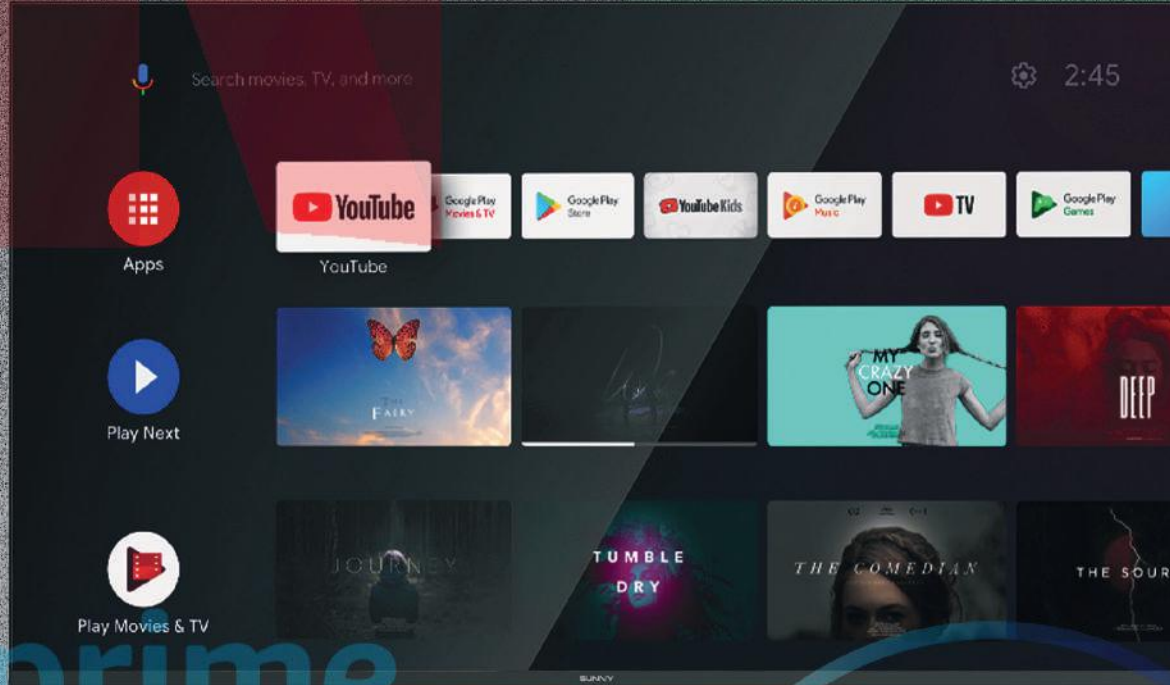 Search movies, TV, and more
2:45
YouTube
Google Play
Movies & TV
Google Play
Store
YouTube Kids
Google Play
Music
TV
Google Play
Games
Apps
YouTube
THE
FAIRY
MY
CRAZY
ONE
DEEP
Play Next
JOURNEY
TUMBLE
DRY
THE COMEDIAN
THE SOUR
Play Movies & TV
prime
SUNNY